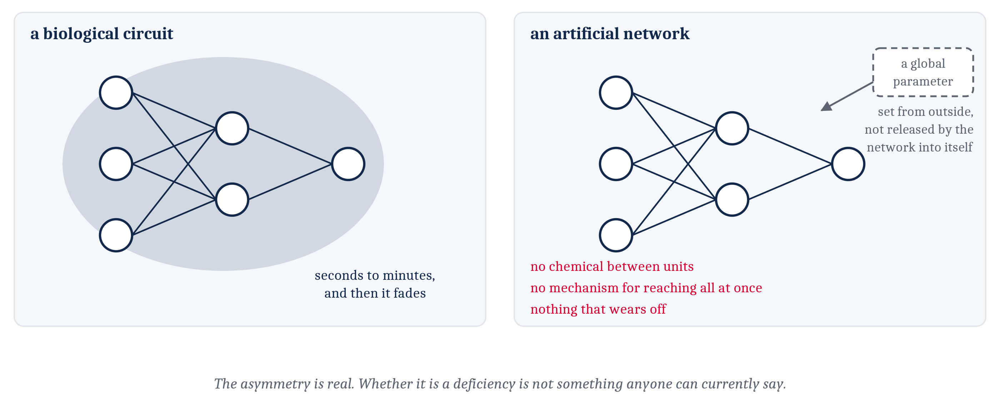 a biological circuit
seconds to minutes,
and then it fades
an artificial network
a global
parameter
set from outside,
not released by the
network into itself
no chemical between units
no mechanism for reaching all at once
nothing that wears off
The asymmetry is real. Whether it is a deficiency is not something anyone can currently say.